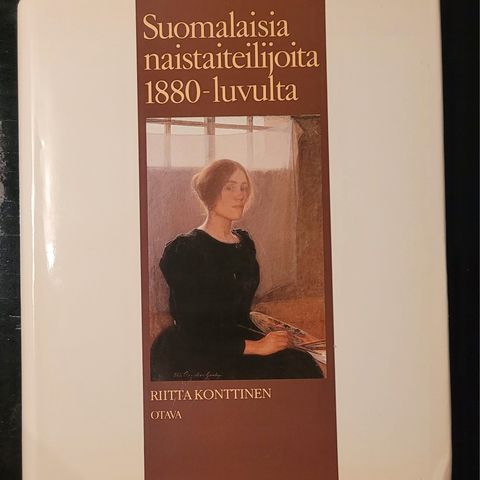 Suomalaisia
naistaiteilijoita
1880-luvulta
RIITTA KONTTINEN
OTAVA